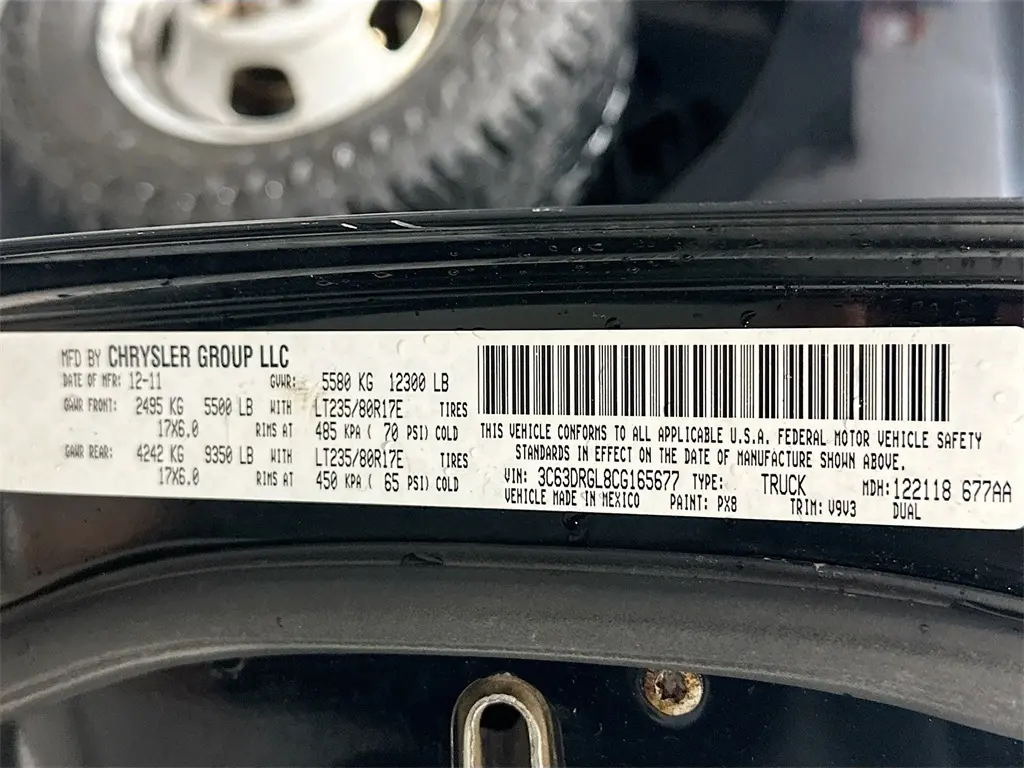 MFD BY CHRYSLER GROUP LLC
DATE OF MFR: 12-11 GVWR: 5580 KG 12300 LB
GAWR FRONT: 2495 KG 5500 LB WITH LT235/80R17E TIRES
17X6.0 RIMS AT 485 KPA ( 70 PSI) COLD
GAWR REAR: 4242 KG 9350 LB WITH LT235/80R17E TIRES
17X6.0 RIMS AT 450 KPA ( 65 PSI) COLD
THIS VEHICLE CONFORMS TO ALL APPLICABLE U.S.A. FEDERAL MOTOR VEHICLE SAFETY
STANDARDS IN EFFECT ON THE DATE OF MANUFACTURE SHOWN ABOVE.
VIN: 3C63DRGL8CG165677 TYPE: TRUCK MDH: 122118 677AA
VEHICLE MADE IN MEXICO PAINT: PX8 TRIM: V9V3 DUAL